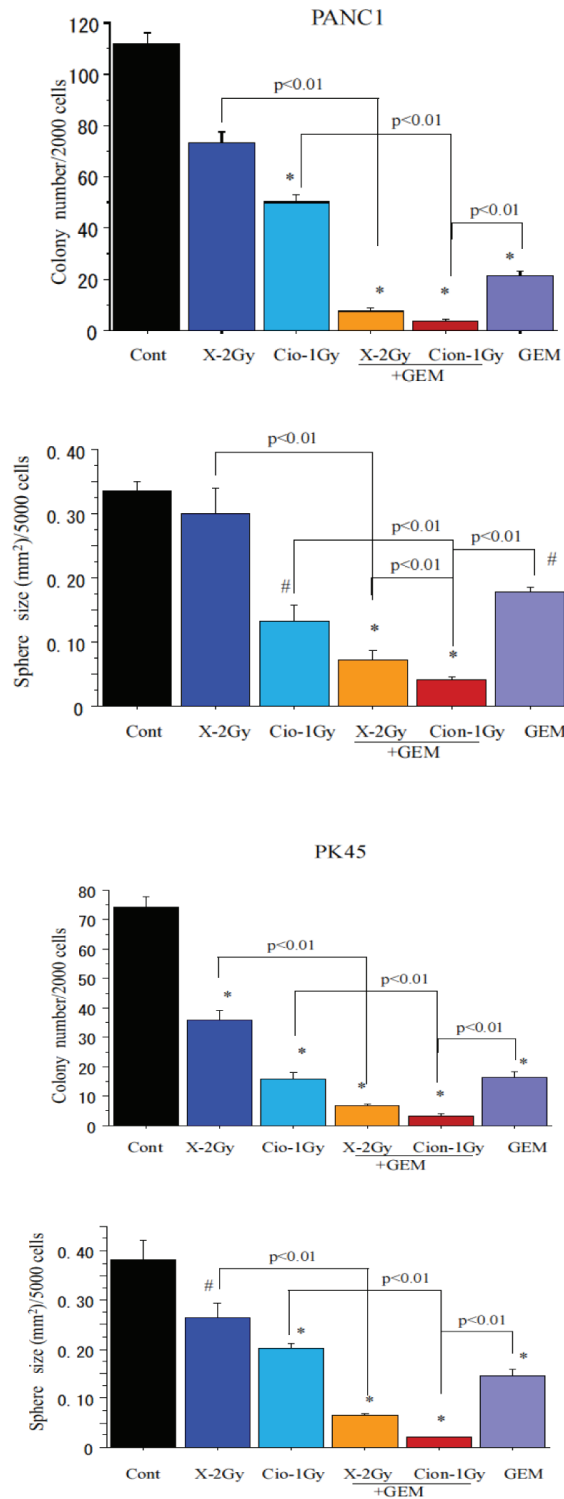 PANC1
120
100
80
60
40
20
0
Colony number/2000 cells
p<0.01
p<0.01
p<0.01
*
*
*
*
Cont X-2Gy Cio-1Gy X-2Gy Cion-1Gy GEM
+GEM
0. 40
0. 30
0. 20
0. 10
0
Sphere size (mm²)/5000 cells
p<0.01
p<0.01
p<0.01
p<0.01
#
#
*
*
Cont X-2Gy Cio-1Gy X-2Gy Cion-1Gy GEM
+GEM
PK45
80
70
60
50
40
30
20
10
0
Colony number/2000 cells
p<0.01
p<0.01
p<0.01
*
*
*
*
*
Cont X-2Gy Cio-1Gy X-2Gy Cion-1Gy GEM
+GEM
0. 40
0. 30
0. 20
0. 10
0
Sphere size (mm²)/5000 cells
p<0.01
p<0.01
p<0.01
#
*
*
*
*
Cont X-2Gy Cio-1Gy X-2Gy Cion-1Gy GEM
+GEM